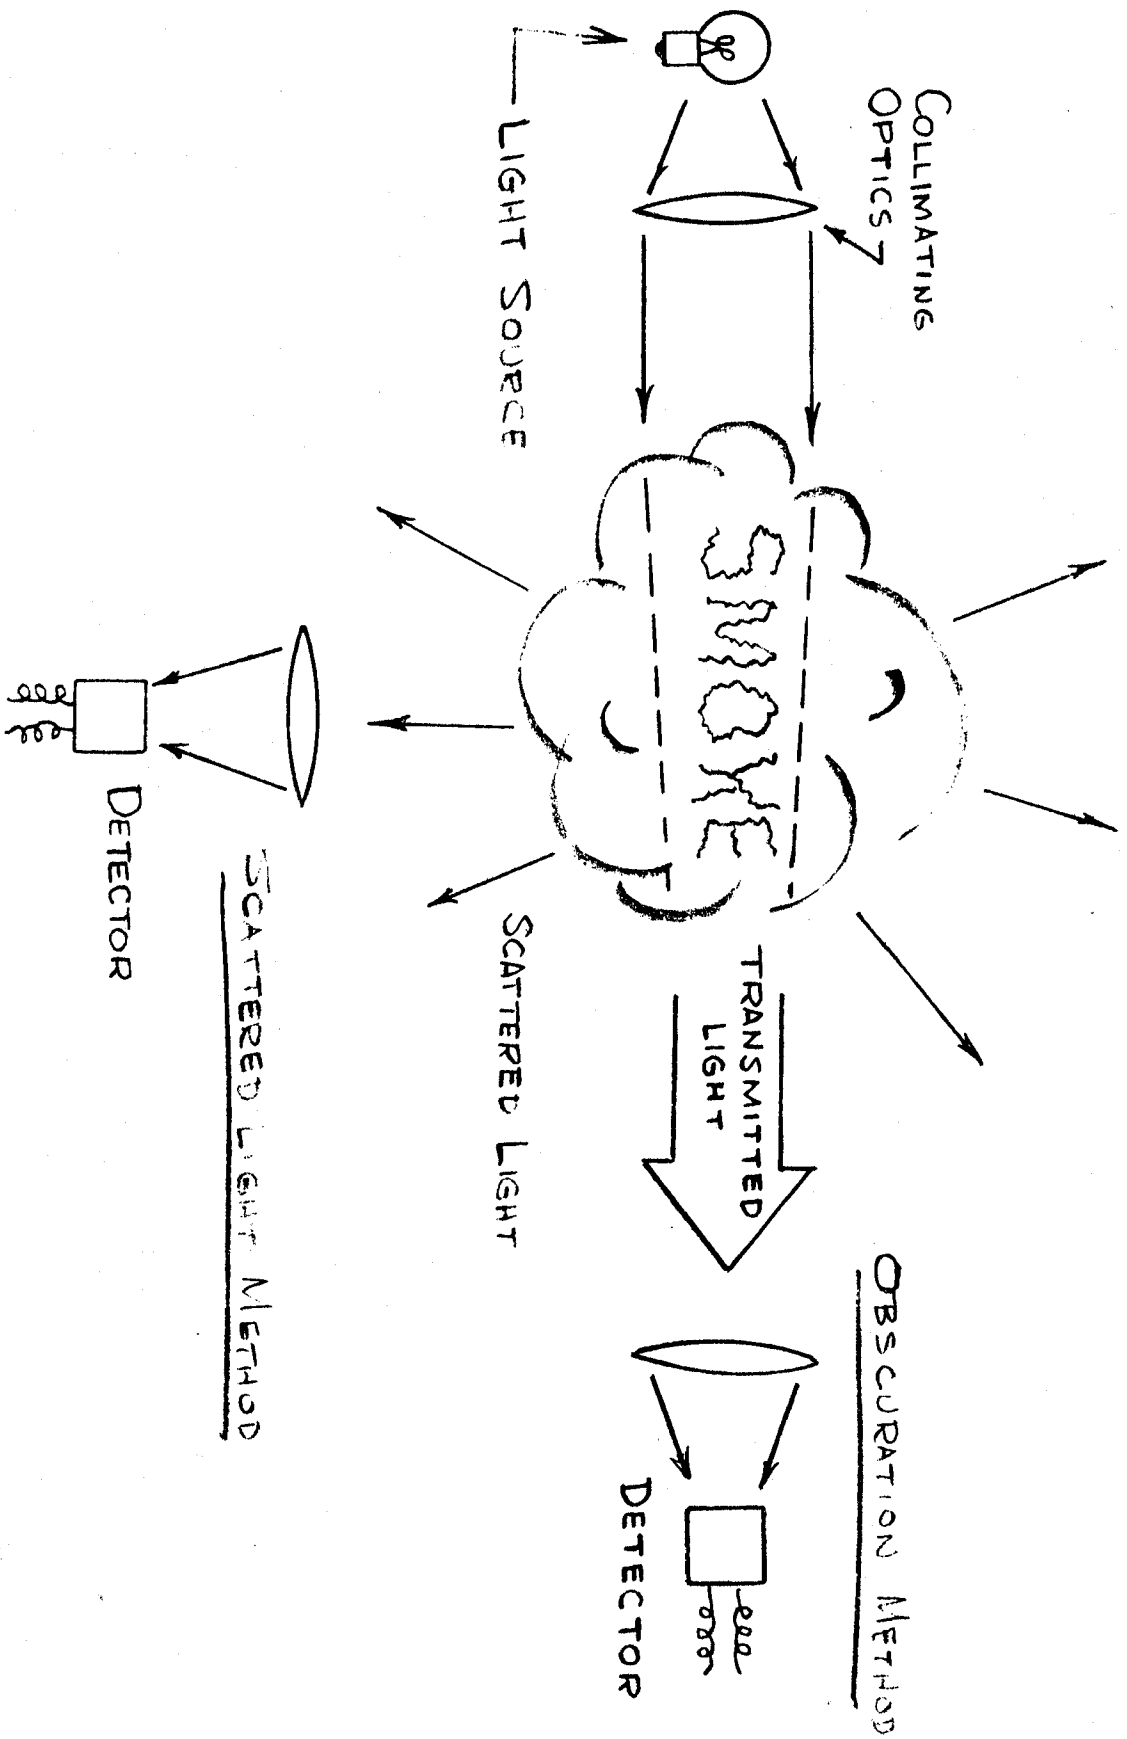 COLLIMATING
OPTICS
LIGHT SOURCE
SMOKE
TRANSMITTED
LIGHT
OBSCURATION METHOD
DETECTOR
SCATTERED LIGHT
SCATTERED LIGHT METHOD
DETECTOR